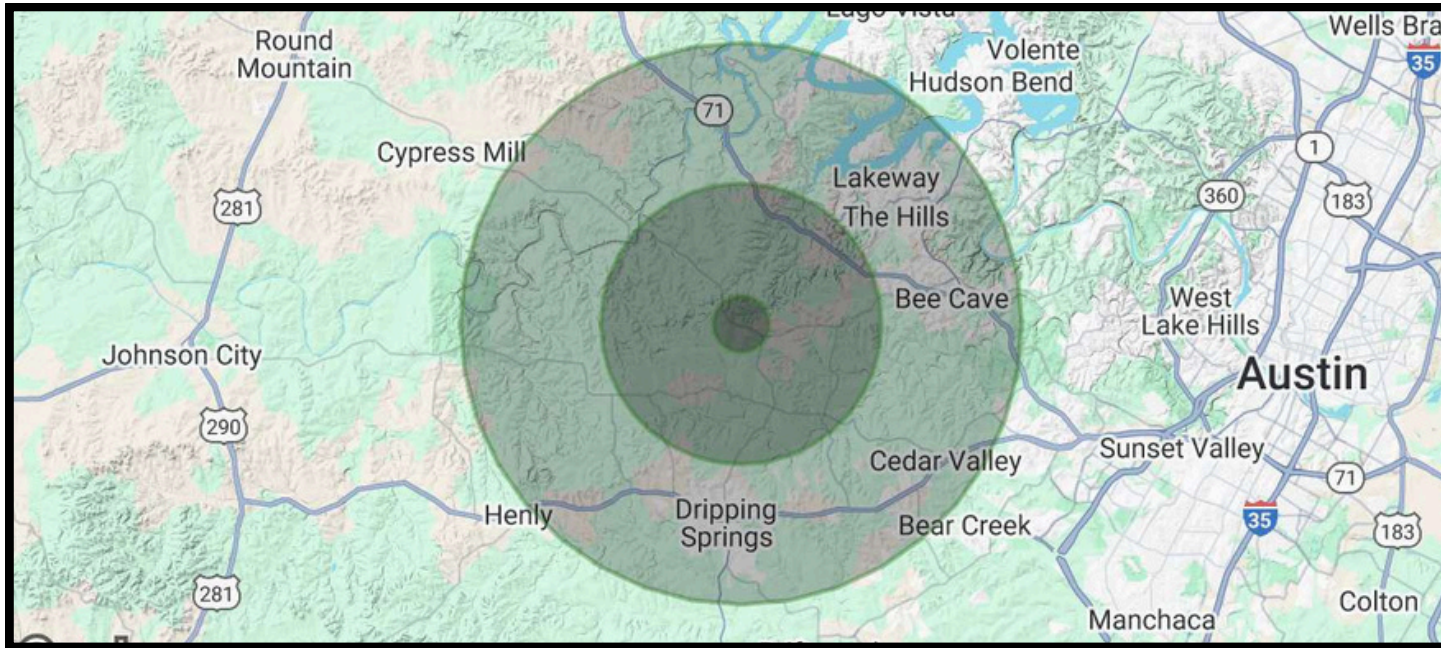 Round
Mountain
Volente
Hudson Bend
Wells Bra
35
71
Cypress Mill
1
Lakeway
360
183
281
The Hills
Bee Cave
West
Lake Hills
Johnson City
Austin
290
Cedar Valley
Sunset Valley
71
Henly
Dripping
Springs
Bear Creek
35
183
281
Colton
Manchaca